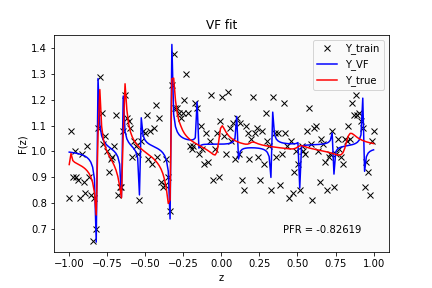 VF fit
Y_train
Y_VF
Y_true
F(z)
1.4
1.3
1.2
1.1
1.0
0.9
0.8
0.7
PFR = -0.82619
−1.00 −0.75 −0.50 −0.25 0.00 0.25 0.50 0.75 1.00
z